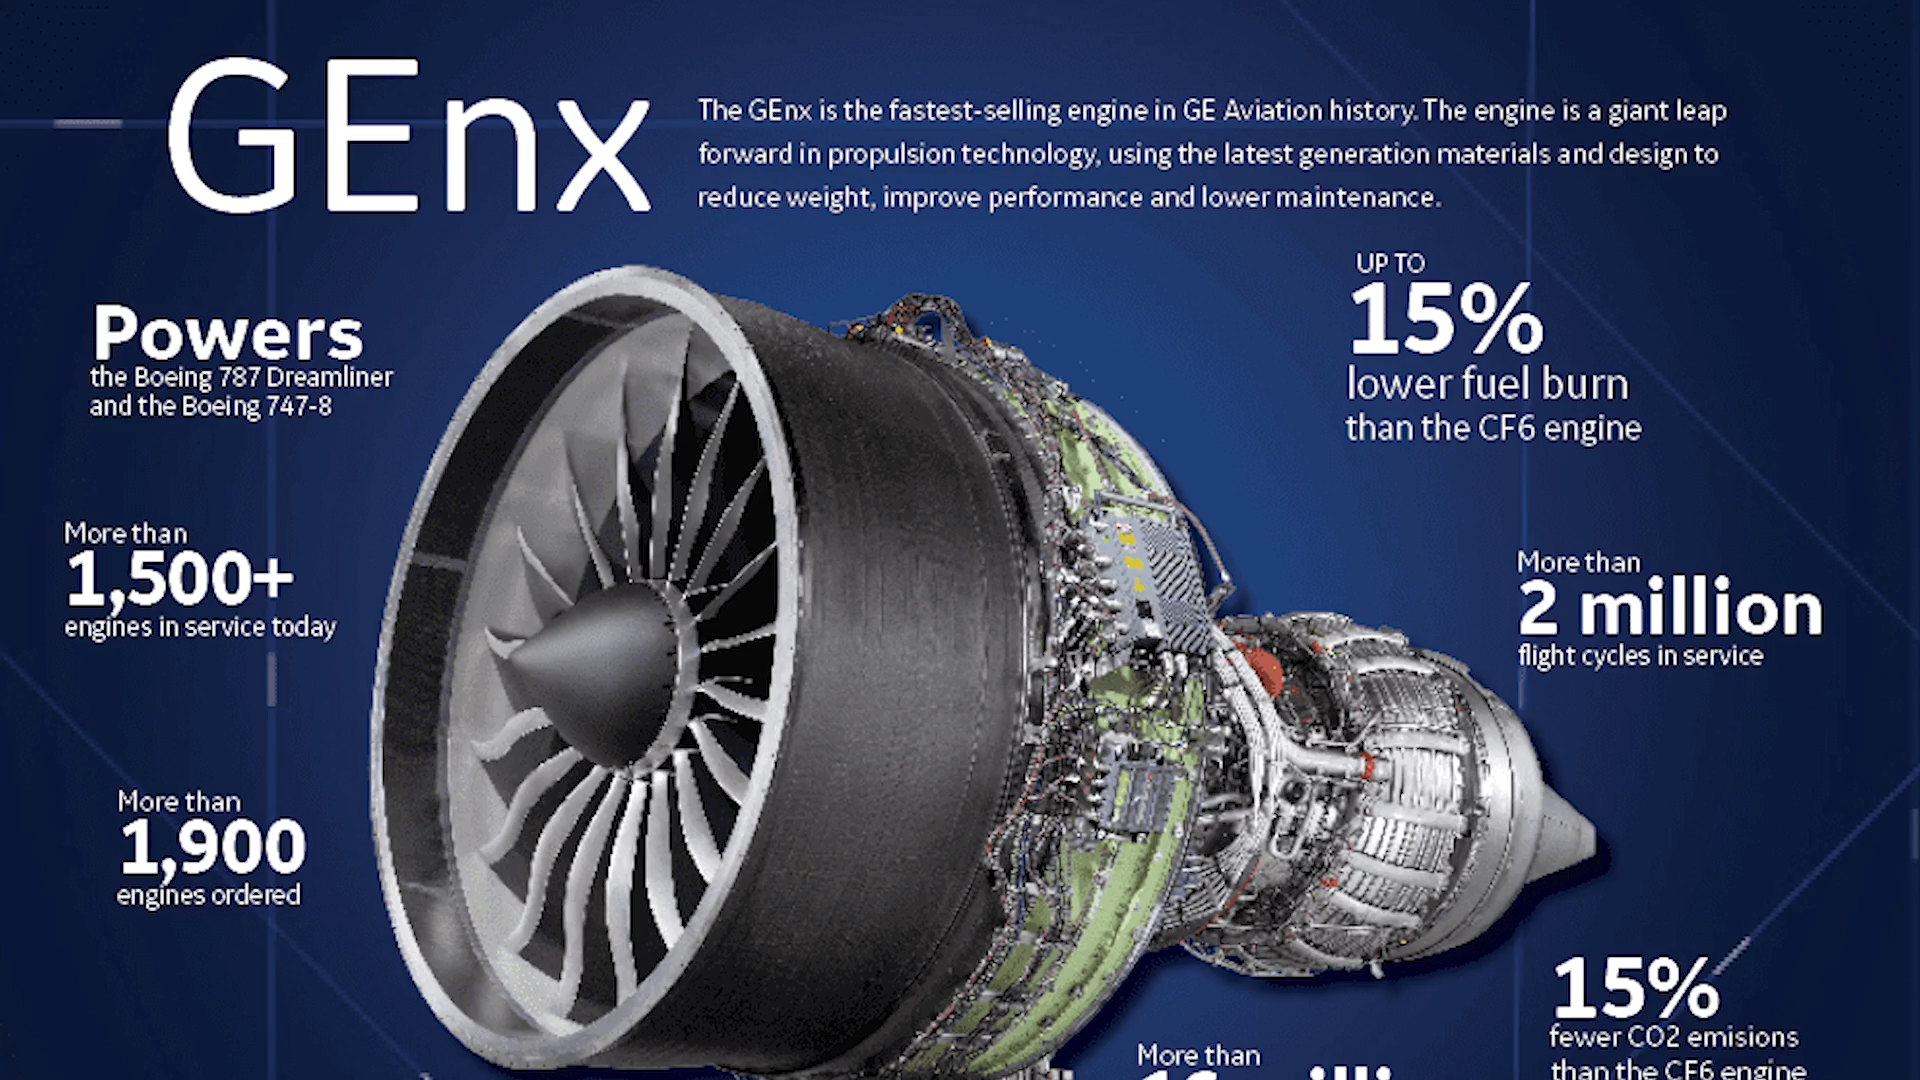 GEnx
The GEnx is the fastest-selling engine in GE Aviation history. The engine is a giant leap
forward in propulsion technology, using the latest generation materials and design to
reduce weight, improve performance and lower maintenance.
UP TO
15%
lower fuel burn
than the CF6 engine
Powers
the Boeing 787 Dreamliner
and the Boeing 747-8
More than
1,500+
engines in service today
More than
2 million
flight cycles in service
More than
1,900
engines ordered
15%
fewer CO2 emisions
than the CF6 engine
More than